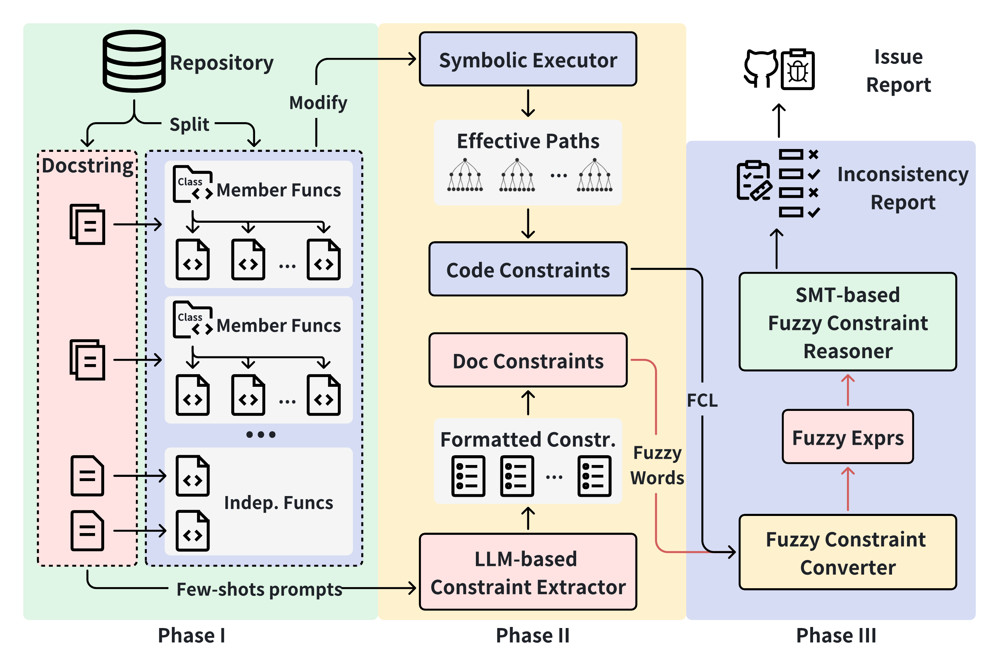 Repository
Split
Modify
Docstring
Class
Member Funcs
...
Class
Member Funcs
...
...
Indep. Funcs
Few-shots prompts
Phase I
Symbolic Executor
Effective Paths
...
Code Constraints
Doc Constraints
Formatted Constr.
...
LLM-based
Constraint Extractor
Fuzzy
Words
FCL
Phase II
Issue
Report
Inconsistency
Report
SMT-based
Fuzzy Constraint
Reasoner
Fuzzy Exprs
Fuzzy Constraint
Converter
Phase III